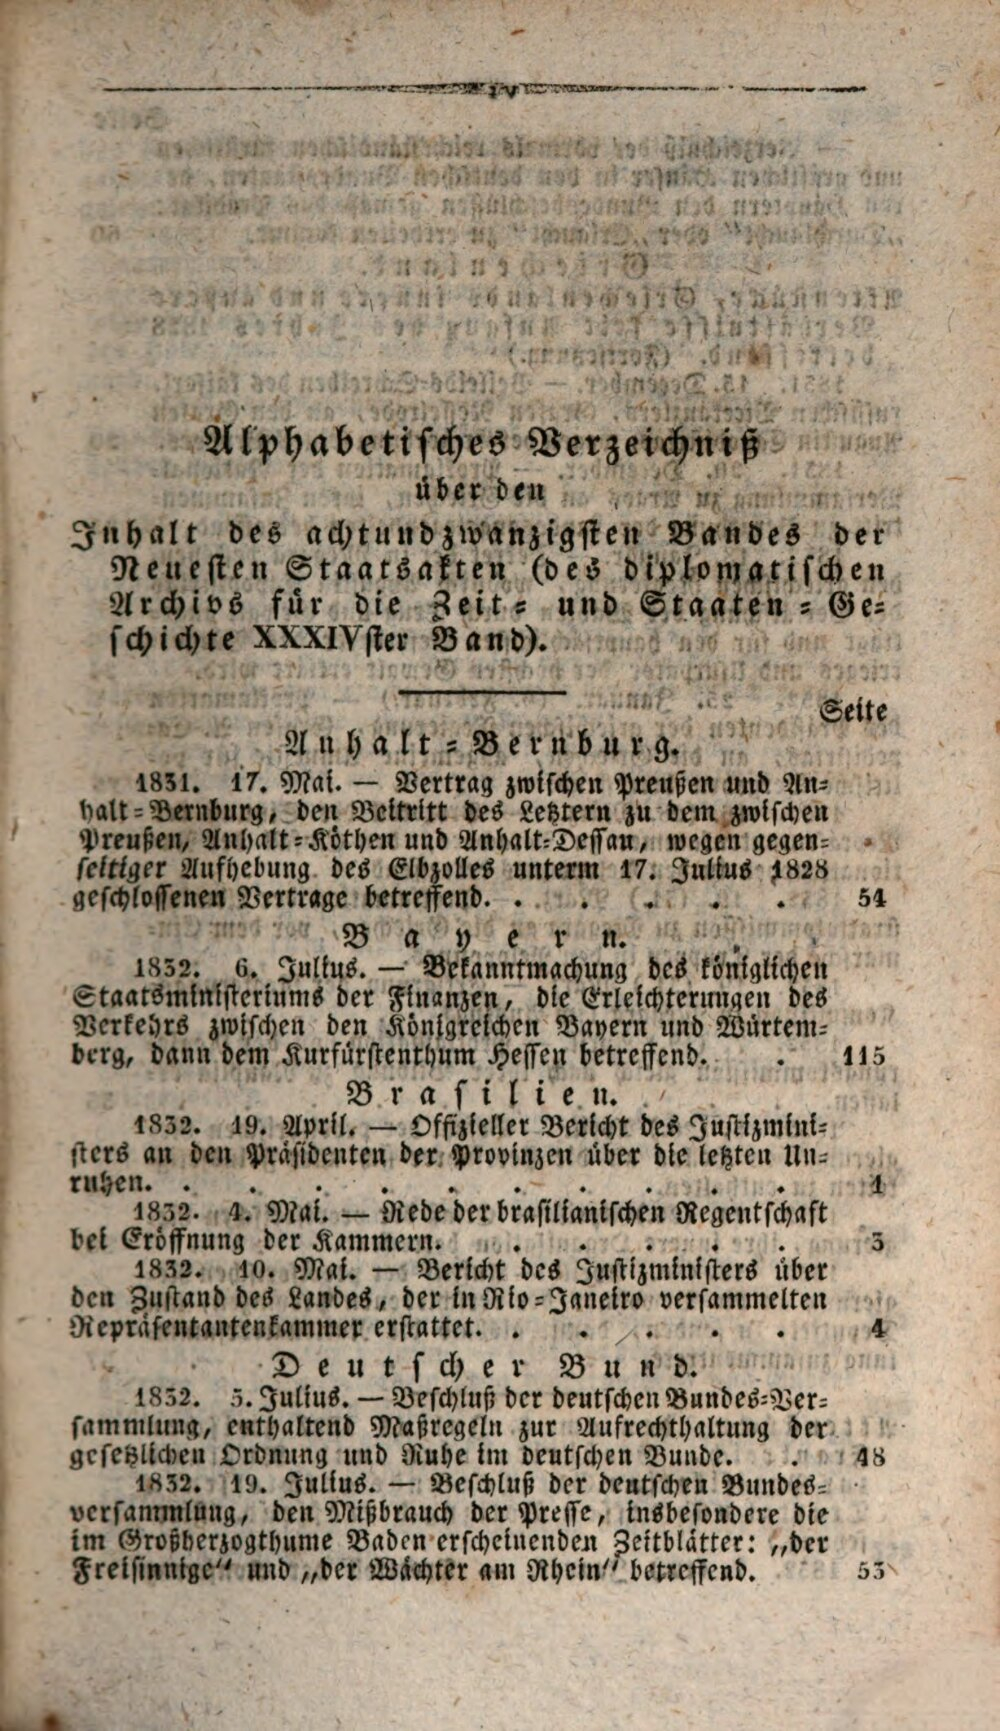 Alphabetisches Verzeichniß
über den
Inhalt des achtundzwanzigsten Bandes der
Neuesten Staatsakten (des diplomatischen
Archivs für die Zeit- und Staaten-Ge-
schichte XXXIVster Band).
Seite
Anhalt-Bernburg.
1831. 17. Mai. — Vertrag zwischen Preußen und An-
halt-Bernburg, den Beitritt des Letztern zu dem zwischen
Preußen, Anhalt-Köthen und Anhalt-Dessau, wegen gegen-
seitiger Aufhebung des Elbzolles unterm 17. Julius 1828
geschlossenen Vertrage betreffend. . . . . . 54
Bayern.
1832. 6. Julius. — Bekanntmachung des königlichen
Staatsministeriums der Finanzen, die Erleichterungen des
Verkehrs zwischen den Königreichen Bayern und Würtem-
berg, dann dem Kurfürstenthum Hessen betreffend. . 115
Brasilien.
1832. 19. April. — Offizieller Bericht des Justizmini-
sters an den Präsidenten der Provinzen über die letzten Un-
ruhen. . . . . . . . . . . 1
1832. 4. Mai. — Rede der brasilianischen Regentschaft
bei Eröffnung der Kammern. . . . . . 3
1832. 10. Mai. — Bericht des Justizministers über
den Zustand des Landes, der in Rio-Janeiro versammelten
Repräsentantenkammer erstattet. . . . . . 4
Deutscher Bund.
1832. 5. Julius. — Beschluß der deutschen Bundes-Ver-
sammlung, enthaltend Maßregeln zur Aufrechthaltung der
gesetzlichen Ordnung und Ruhe im deutschen Bunde. . 48
1832. 19. Julius. — Beschluß der deutschen Bundes-
versammlung, den Mißbrauch der Presse, insbesondere die
im Großherzogthume Baden erscheinenden Zeitblätter: „der
Freisinnige“ und „der Wächter am Rhein“ betreffend. 53